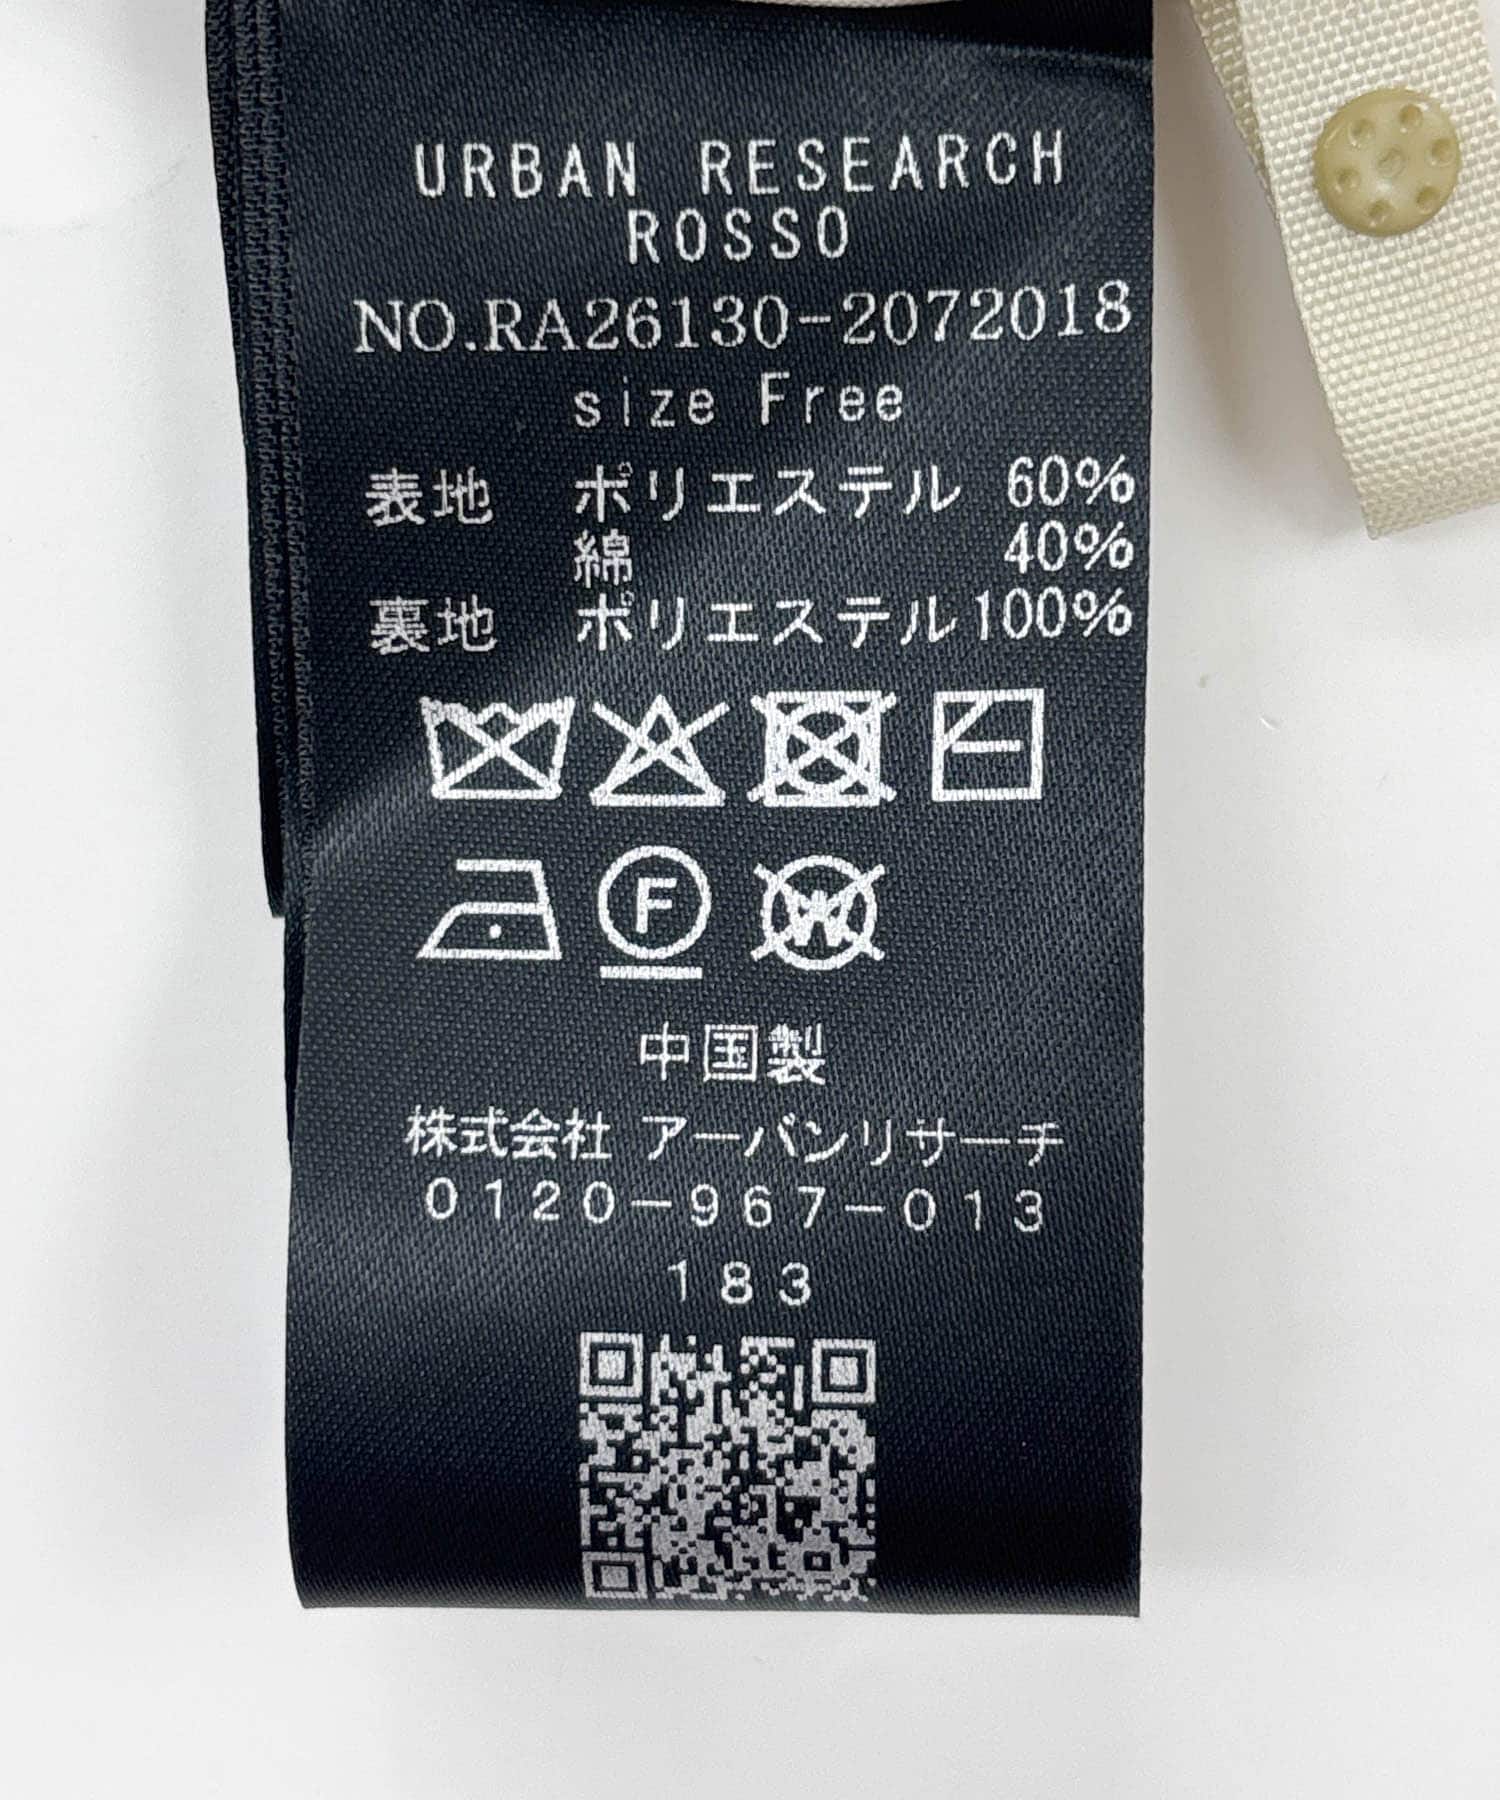 URBAN RESEARCH
ROSSO
NO.RA26130-2072018
size Free
表地 ポリエステル 60%
綿 40%
裏地 ポリエステル100%
F
W
中国製
株式会社 アーバンリサーチ
0120-967-013
183